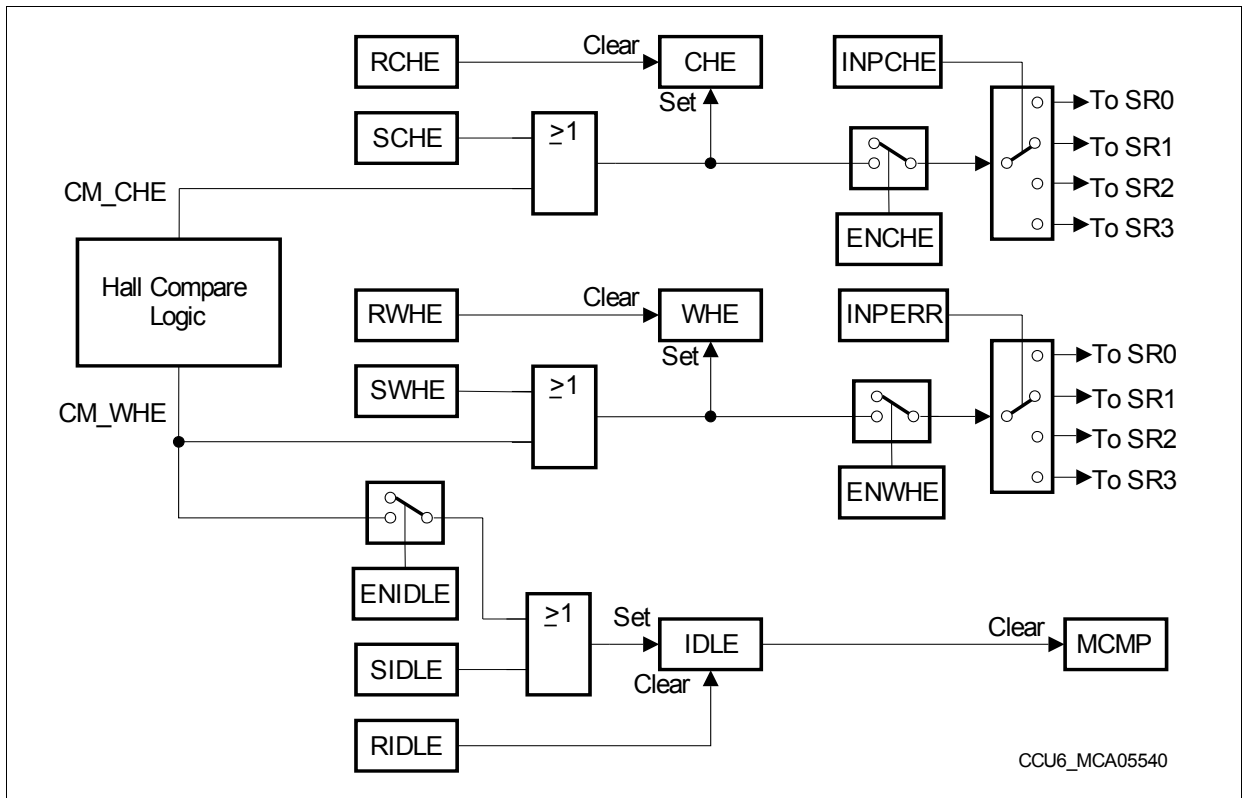 RCHE
Clear
CHE
INPCHE
Set
To SR0
SCHE
≥1
To SR1
To SR2
CM_CHE
To SR3
ENCHE
Hall Compare
Logic
RWHE
Clear
WHE
INPERR
Set
To SR0
SWHE
≥1
To SR1
CM_WHE
To SR2
To SR3
ENWHE
ENIDLE
≥1
Set
IDLE
Clear
MCMP
SIDLE
Clear
RIDLE
CCU6_MCA05540